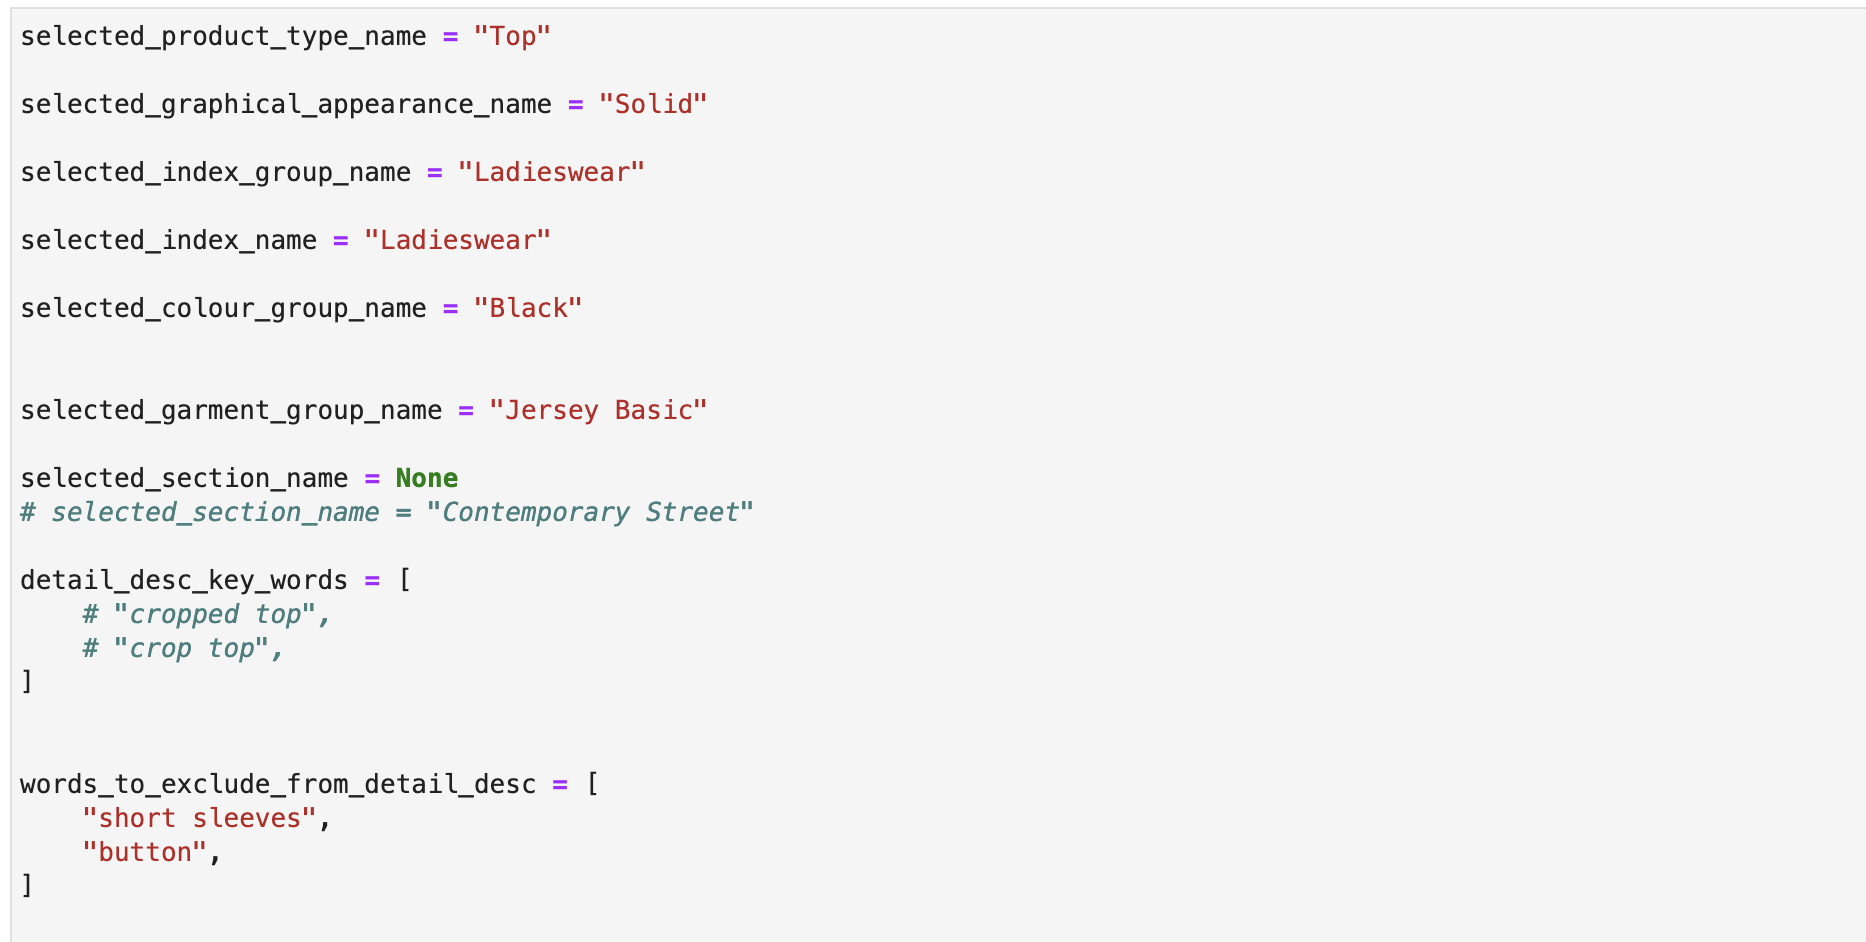 selected_product_type_name = "Top"
selected_graphical_appearance_name = "Solid"
selected_index_group_name = "Ladieswear"
selected_index_name = "Ladieswear"
selected_colour_group_name = "Black"
selected_garment_group_name = "Jersey Basic"
selected_section_name = None
# selected_section_name = "Contemporary Street"
detail_desc_key_words = [
    # "cropped top",
    # "crop top",
]
words_to_exclude_from_detail_desc = [
    "short sleeves",
    "button",
]